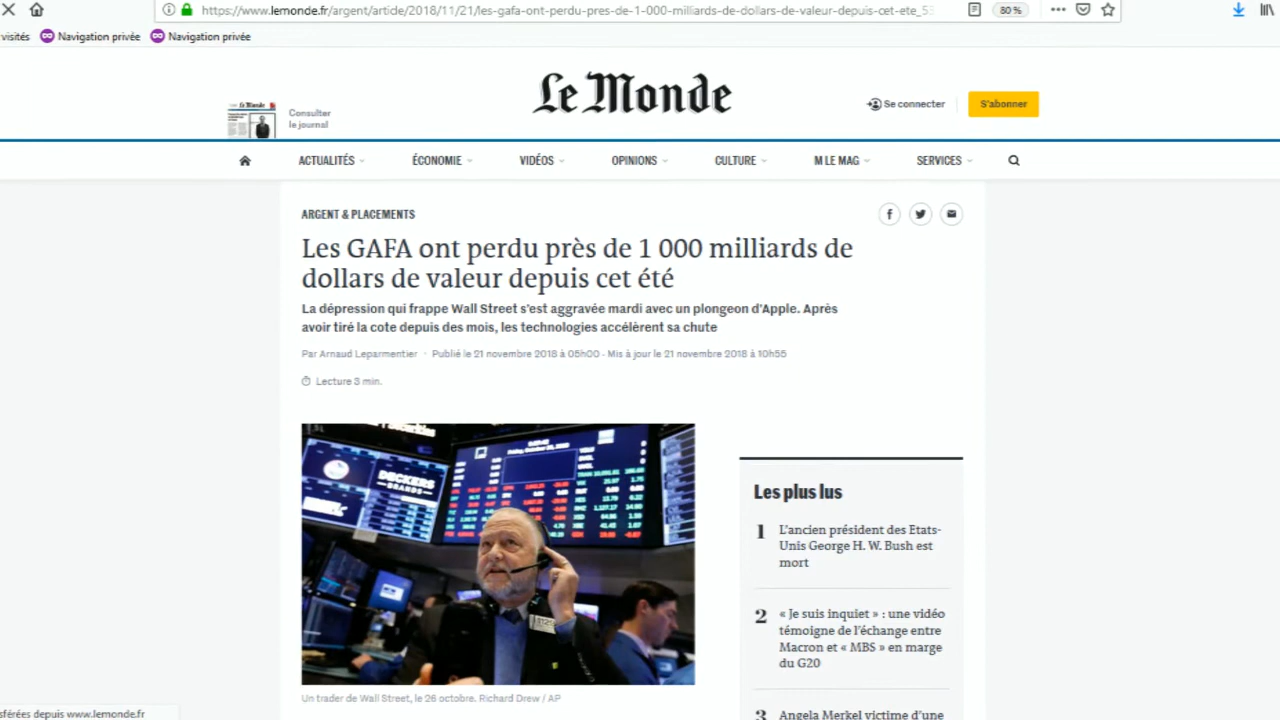 https://www.lemonde.fr/argent/article/2018/11/21/les-gafa-ont-perdu-pres-de-1-000-milliards-de-dollars-de-valeur-depuis-cet-ete_
80 %
visités
Navigation privée
Navigation privée
Le Monde
Consulter
le journal
Le Monde
Se connecter
S'abonner
ACTUALITÉS
ÉCONOMIE
VIDÉOS
OPINIONS
CULTURE
M LE MAG
SERVICES
ARGENT & PLACEMENTS
Les GAFA ont perdu près de 1 000 milliards de
dollars de valeur depuis cet été
La dépression qui frappe Wall Street s'est aggravée mardi avec un plongeon d'Apple. Après
avoir tiré la cote depuis des mois, les technologies accélèrent sa chute
Par Arnaud Leparmentier · Publié le 21 novembre 2018 à 05h00 - Mis à jour le 21 novembre 2018 à 10h55
Lecture 3 min.
DECKERS
BRANDS
Un trader de Wall Street, le 26 octobre. Richard Drew / AP
Les plus lus
1 L'ancien président des Etats-
Unis George H. W. Bush est
mort
2 « Je suis inquiet » : une vidéo
témoigne de l'échange entre
Macron et « MBS » en marge
du G20
3 Angela Merkel victime d'une
sférées depuis www.lemonde.fr